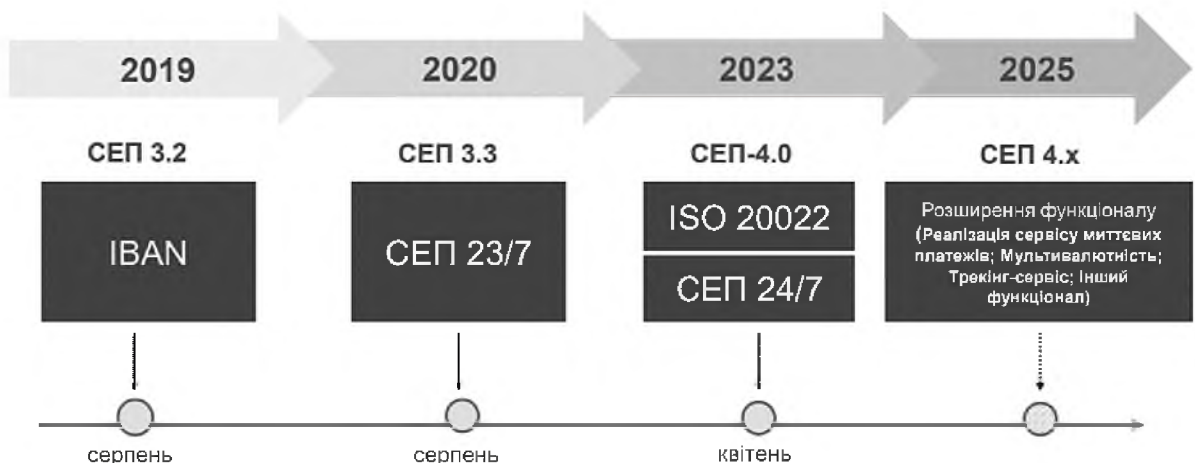 2019
2020
2023
2025
СЕП 3.2
СЕП 3.3
СЕП-4.0
СЕП 4.x
IBAN
СЕП 23/7
ISO 20022
СЕП 24/7
Розширення функціоналу
(Реалізація сервісу миттєвих
платежів; Мультивалютність;
Трекінг-сервіс; Інший
функціонал)
серпень
серпень
квітень